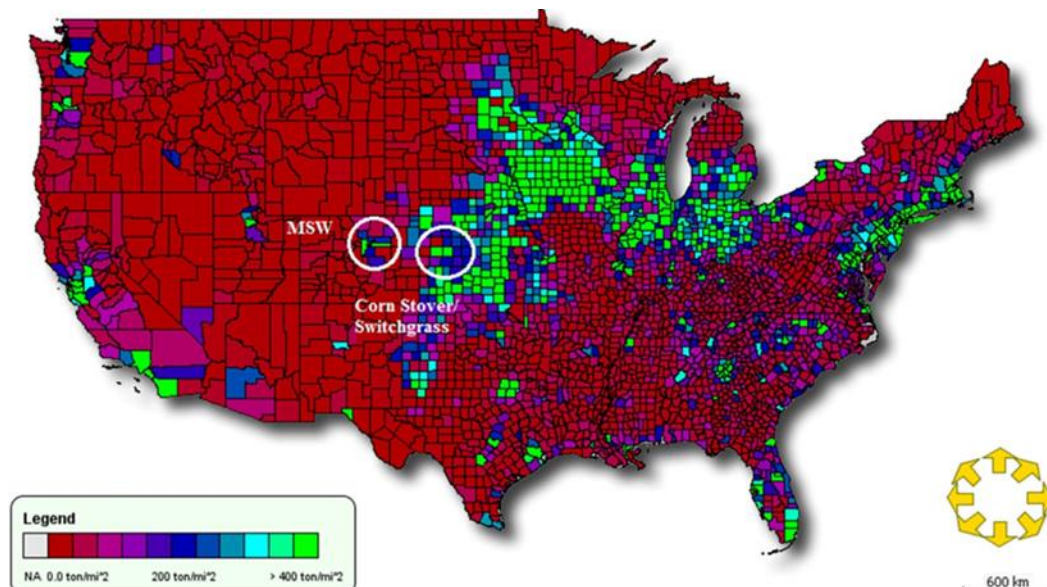 MSW
Corn Stover/
Switchgrass
Legend
NA 0.0 ton/mi^2 200 ton/mi^2 > 400 ton/mi^2
600 km